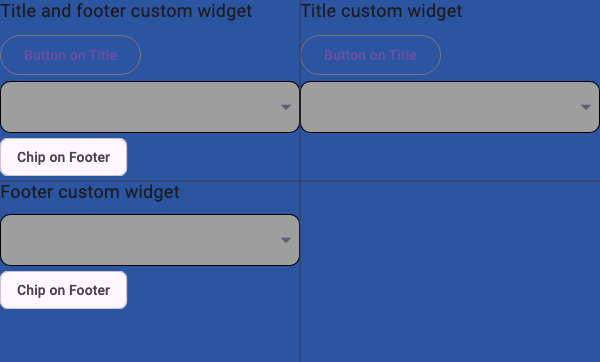 Title and footer custom widget
Button on Title
Chip on Footer
Title custom widget
Button on Title
Footer custom widget
Chip on Footer